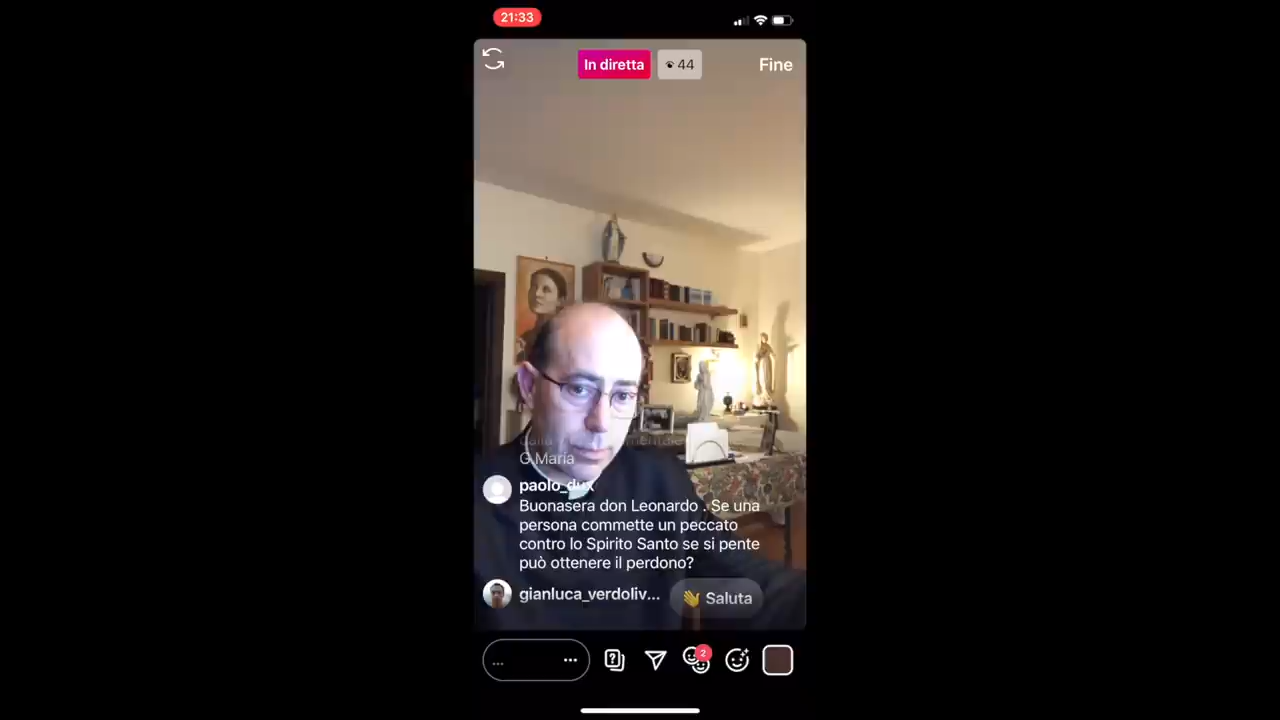 21:33
In diretta
44
Fine
G.Maria
paolo_dux
Buonasera don Leonardo . Se una
persona commette un peccato
contro lo Spirito Santo se si pente
può ottenere il perdono?
gianluca_verdoliv...
👋 Saluta
...
2